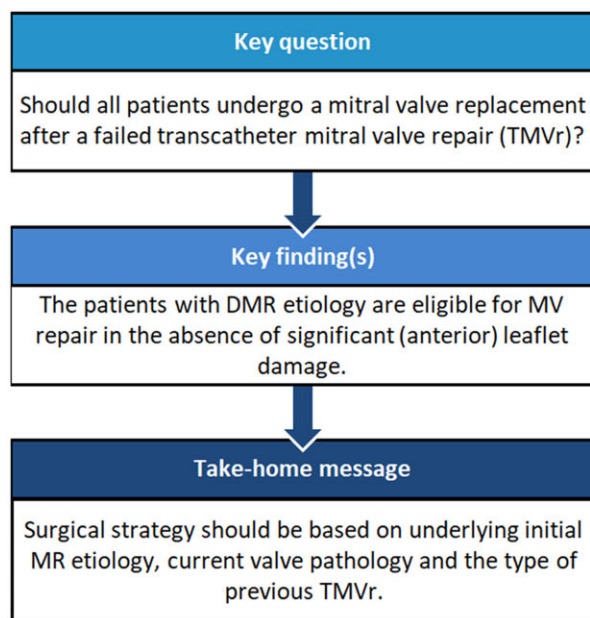 Key question
Should all patients undergo a mitral valve replacement
after a failed transcatheter mitral valve repair (TMVr)?
Key finding(s)
The patients with DMR etiology are eligible for MV
repair in the absence of significant (anterior) leaflet
damage.
Take-home message
Surgical strategy should be based on underlying initial
MR etiology, current valve pathology and the type of
previous TMVr.